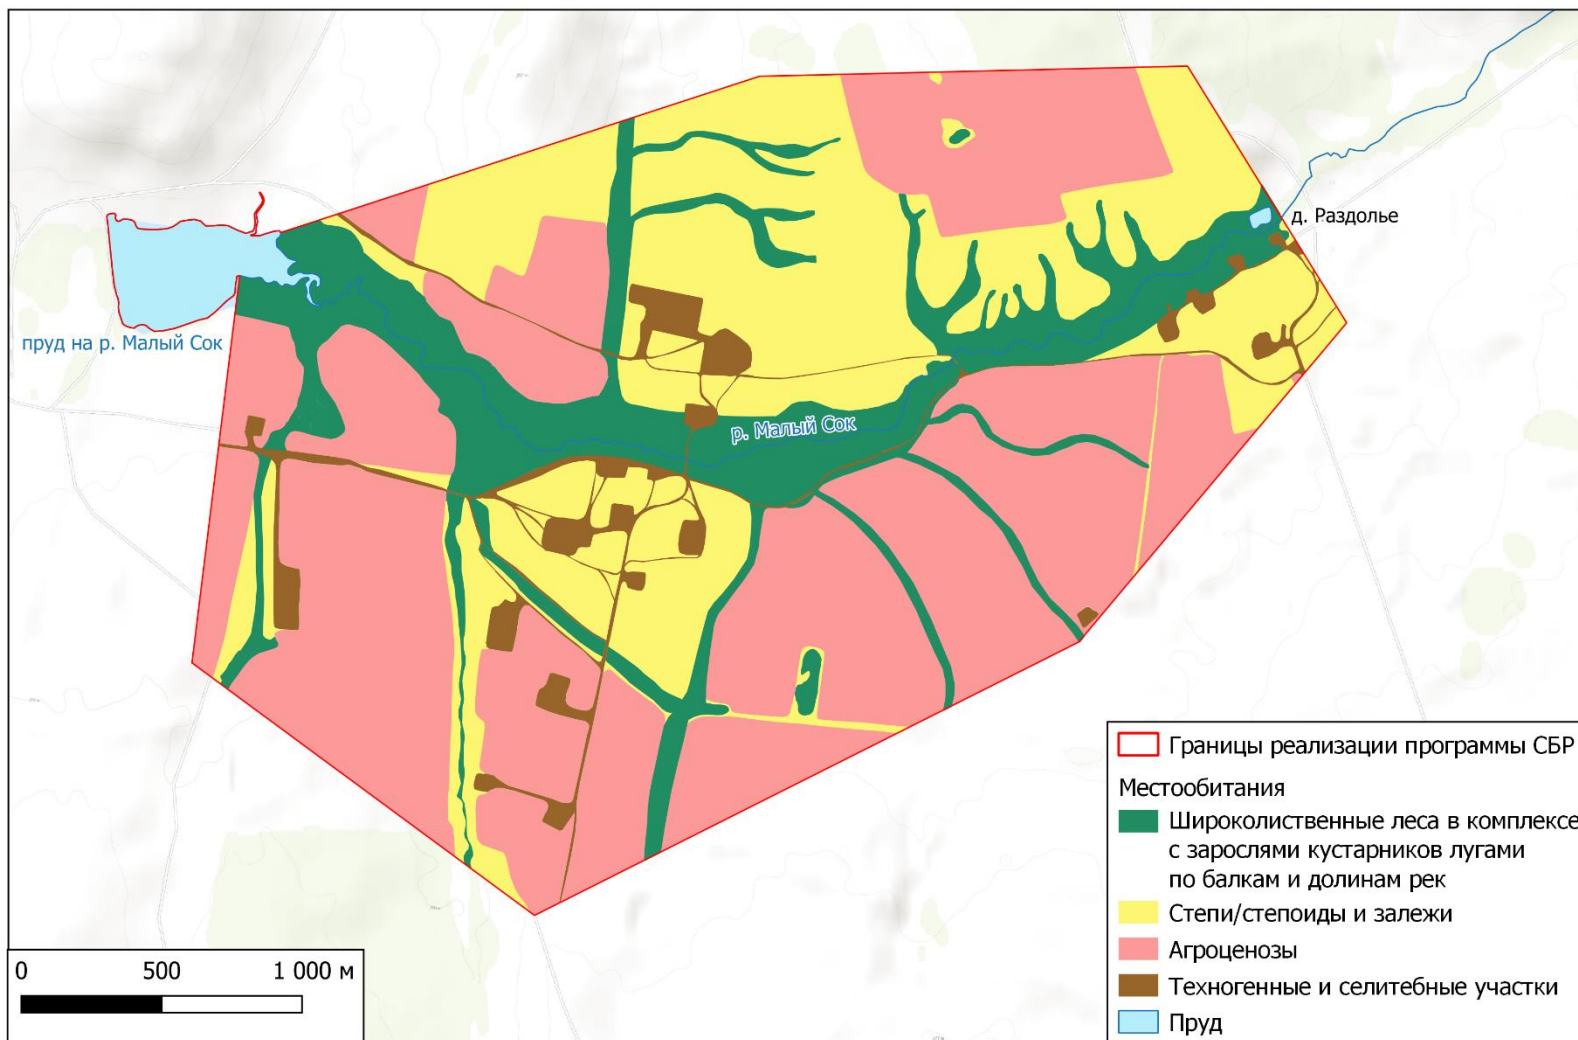 д. Раздолье
пруд на р. Малый Сок
р. Малый Сок
Границы реализации программы СБР
Местообитания
Широколиственные леса в комплексе
с зарослями кустарников лугами
по балкам и долинам рек
Степи/степоиды и залежи
Агроценозы
Техногенные и селитебные участки
Пруд
0 500 1 000 м